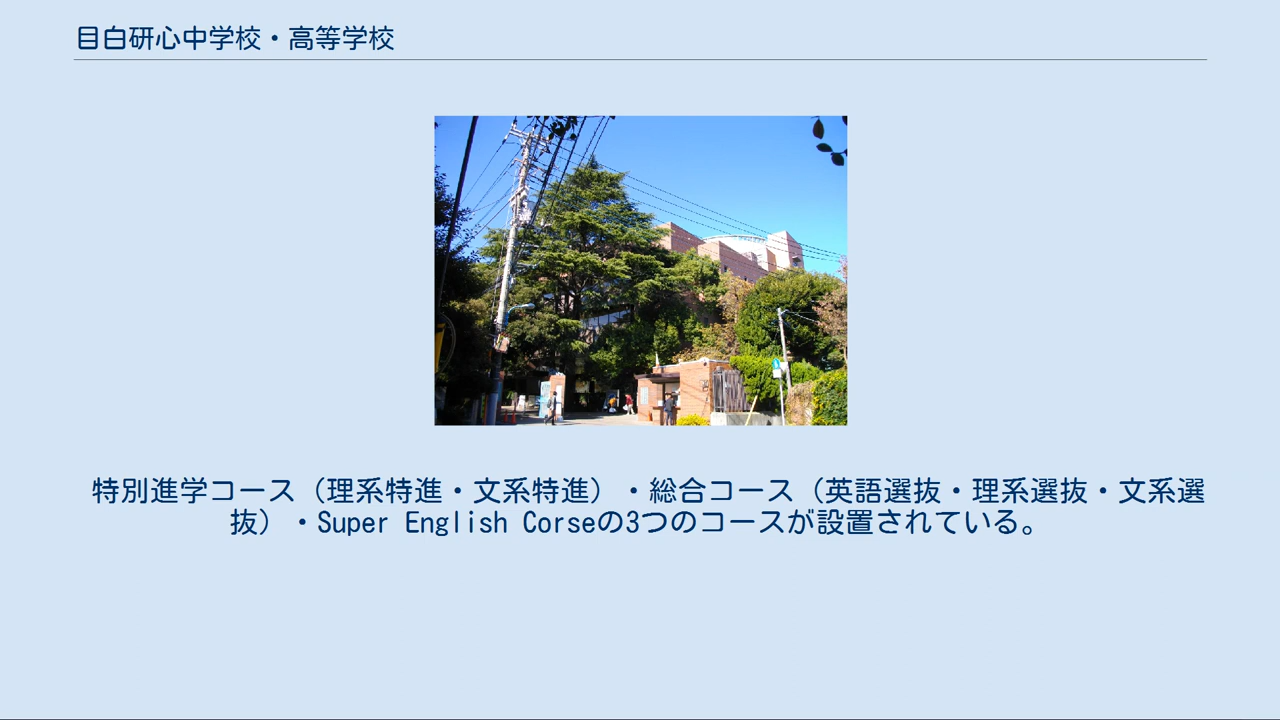 目白研心中学校・高等学校
特別進学コース（理系特進・文系特進）・総合コース（英語選抜・理系選抜・文系選
抜）・Super English Corseの3つのコースが設置されている。